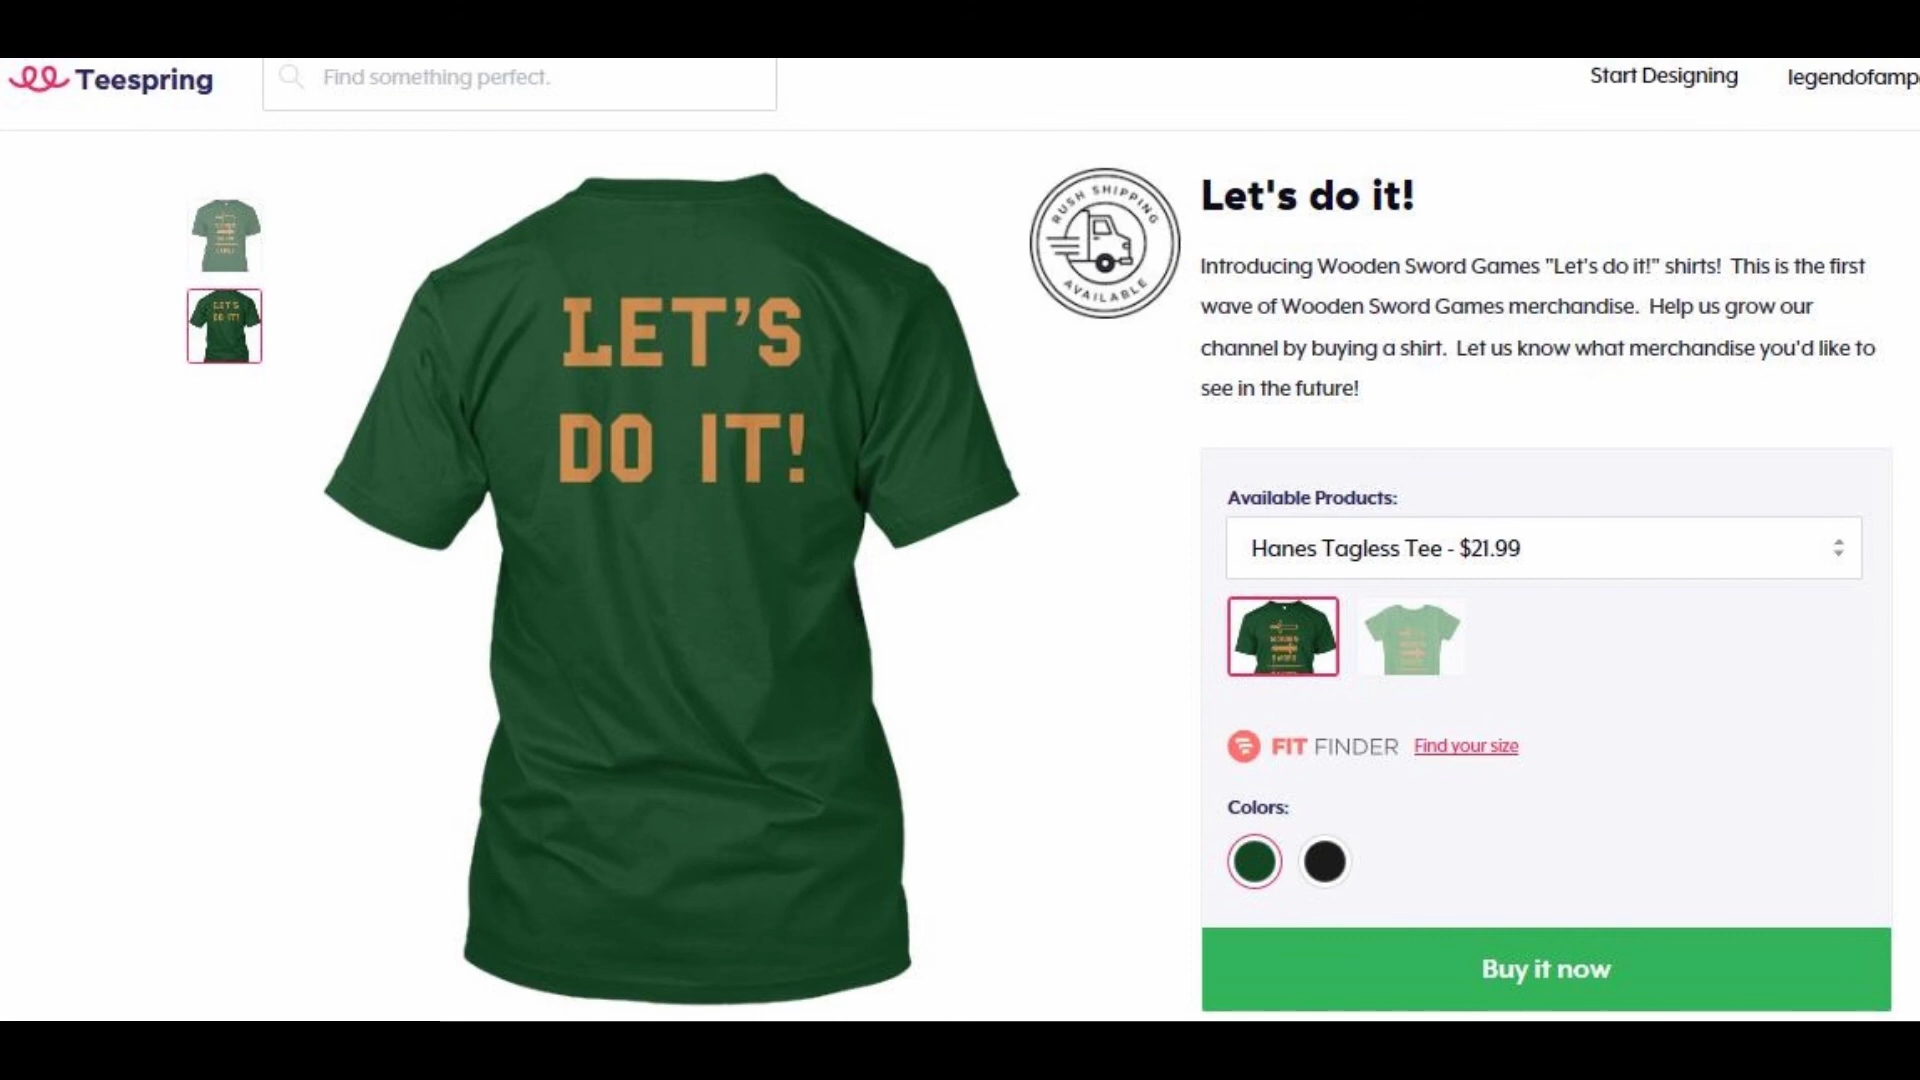 Teespring
Find something perfect.
Start Designing
legendofamp
LET'S
DO IT!
LET'S
DO IT!
RUSH SHIPPING
AVAILABLE
Let's do it!
Introducing Wooden Sword Games "Let's do it!" shirts! This is the first
wave of Wooden Sword Games merchandise. Help us grow our
channel by buying a shirt. Let us know what merchandise you'd like to
see in the future!
Available Products:
Hanes Tagless Tee - $21.99
FIT FINDER Find your size
Colors:
Buy it now